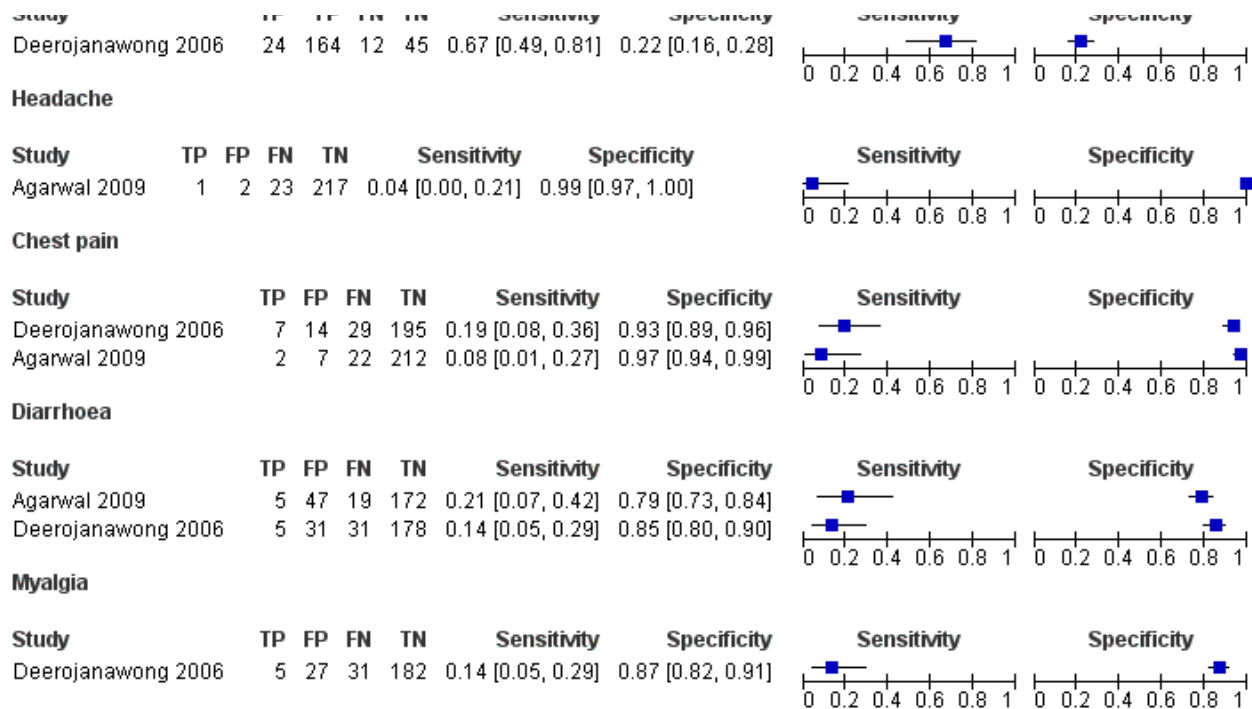 Deerojanawong 2006 24 164 12 45 0.67 [0.49, 0.81] 0.22 [0.16, 0.28]
0 0.2 0.4 0.6 0.8 1 0 0.2 0.4 0.6 0.8 1
Headache
Study TP FP FN TN Sensitivity Specificity Sensitivity Specificity
Agarwal 2009 1 2 23 217 0.04 [0.00, 0.21] 0.99 [0.97, 1.00]
0 0.2 0.4 0.6 0.8 1 0 0.2 0.4 0.6 0.8 1
Chest pain
Study TP FP FN TN Sensitivity Specificity Sensitivity Specificity
Deerojanawong 2006 7 14 29 195 0.19 [0.08, 0.36] 0.93 [0.89, 0.96]
Agarwal 2009 2 7 22 212 0.08 [0.01, 0.27] 0.97 [0.94, 0.99]
0 0.2 0.4 0.6 0.8 1 0 0.2 0.4 0.6 0.8 1
Diarrhoea
Study TP FP FN TN Sensitivity Specificity Sensitivity Specificity
Agarwal 2009 5 47 19 172 0.21 [0.07, 0.42] 0.79 [0.73, 0.84]
Deerojanawong 2006 5 31 31 178 0.14 [0.05, 0.29] 0.85 [0.80, 0.90]
0 0.2 0.4 0.6 0.8 1 0 0.2 0.4 0.6 0.8 1
Myalgia
Study TP FP FN TN Sensitivity Specificity Sensitivity Specificity
Deerojanawong 2006 5 27 31 182 0.14 [0.05, 0.29] 0.87 [0.82, 0.91]
0 0.2 0.4 0.6 0.8 1 0 0.2 0.4 0.6 0.8 1